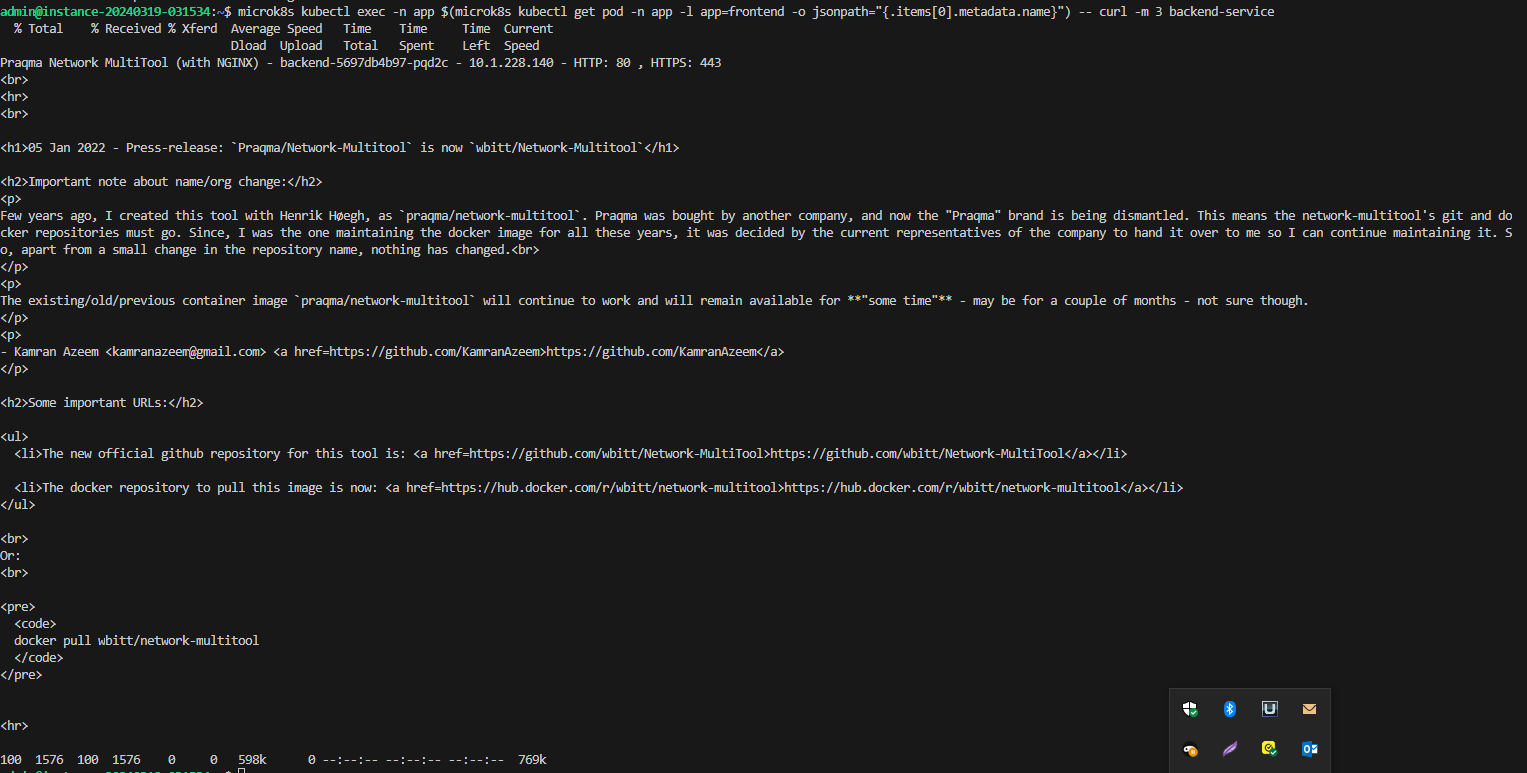 admin@instance-20240319-031534:~$ microk8s kubectl exec -n app $(microk8s kubectl get pod -n app -l app=frontend -o jsonpath="{.items[0].metadata.name}") -- curl -m 3 backend-service
  % Total    % Received % Xferd  Average Speed   Time    Time     Time  Current
                                 Dload  Upload   Total   Spent    Left  Speed
Praqma Network MultiTool (with NGINX) - backend-5697db4b97-pqd2c - 10.1.228.140 - HTTP: 80 , HTTPS: 443
<br>
<hr>
<br>

<h1>05 Jan 2022 - Press-release: `Praqma/Network-Multitool` is now `wbitt/Network-Multitool`</h1>

<h2>Important note about name/org change:</h2>
<p>
Few years ago, I created this tool with Henrik Høegh, as `praqma/network-multitool`. Praqma was bought by another company, and now the "Praqma" brand is being dismantled. This means the network-multitool's git and do
cker repositories must go. Since, I was the one maintaining the docker image for all these years, it was decided by the current representatives of the company to hand it over to me so I can continue maintaining it. S
o, apart from a small change in the repository name, nothing has changed.<br>
</p>
<p>
The existing/old/previous container image `praqma/network-multitool` will continue to work and will remain available for **"some time"** - may be for a couple of months - not sure though.
</p>
<p>
- Kamran Azeem <kamranazeem@gmail.com> <a href=https://github.com/KamranAzeem>https://github.com/KamranAzeem</a>
</p>

<h2>Some important URLs:</h2>

<ul>
  <li>The new official github repository for this tool is: <a href=https://github.com/wbitt/Network-MultiTool>https://github.com/wbitt/Network-MultiTool</a></li>

  <li>The docker repository to pull this image is now: <a href=https://hub.docker.com/r/wbitt/network-multitool>https://hub.docker.com/r/wbitt/network-multitool</a></li>
</ul>

<br>
Or:
<br>

<pre>
  <code>
  docker pull wbitt/network-multitool
  </code>
</pre>


<hr>

100  1576  100  1576    0     0   598k      0 --:--:-- --:--:-- --:--:--  769k